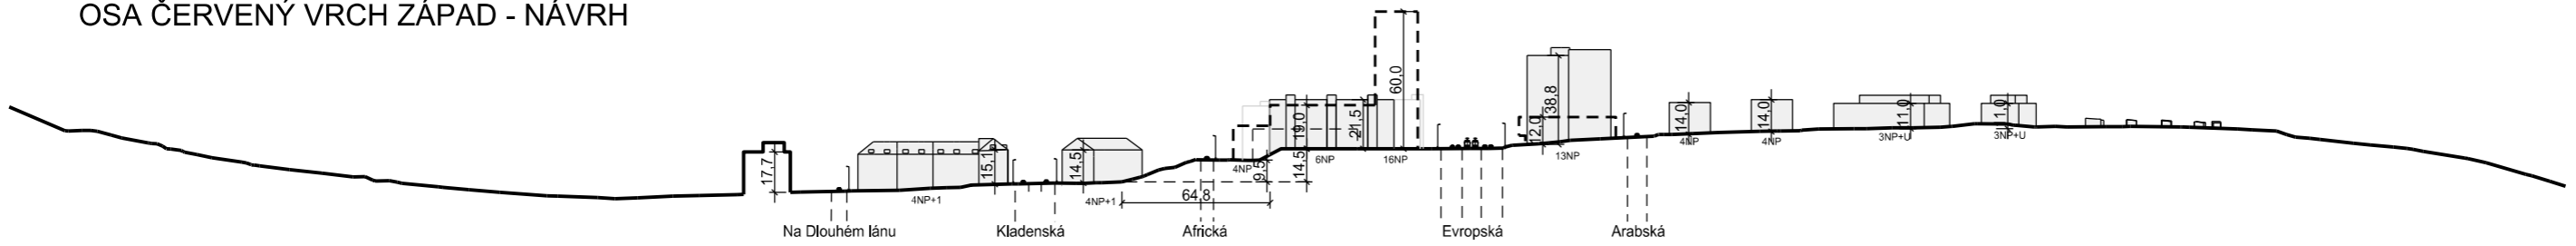 OSA ČERVENÝ VRCH ZÁPAD - NÁVRH
17,7
15,1
14,5
64,8
9,5
14,5
19,0
21,5
60,0
12,0
38,8
14,0
14,0
11,0
11,0
4NP+1
4NP+1
4NP
6NP
16NP
13NP
4NP
4NP
3NP+U
3NP+U
Na Dlouhém lánu
Kladenská
Africká
Evropská
Arabská